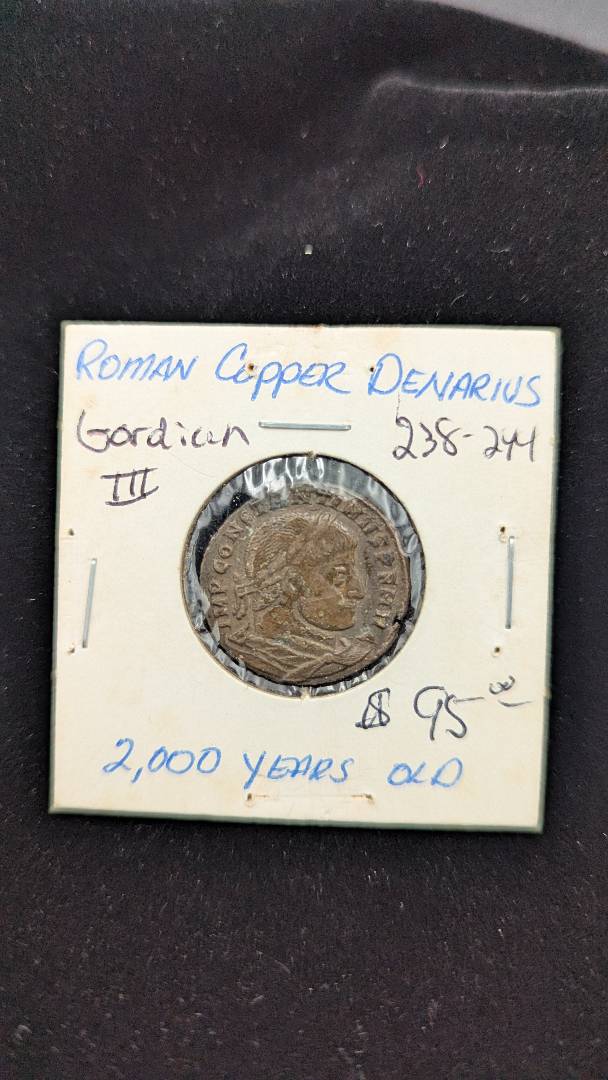 ROMAN COPPER DENARIUS
Gordian 238-244
III
IMP CONSTANTINVS P F AVG
$ 95.00
2,000 YEARS OLD